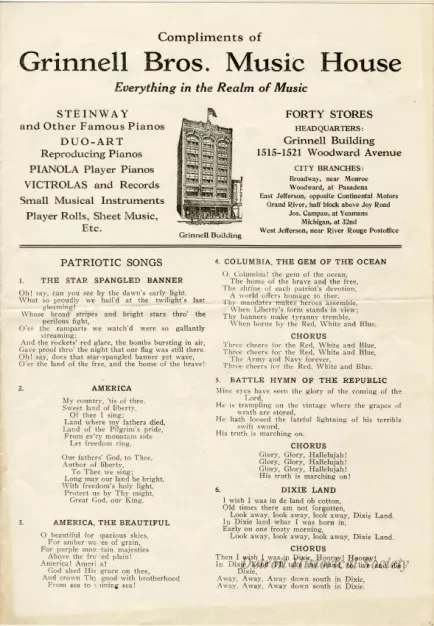 Compliments of
Grinnell Bros. Music House
Everything in the Realm of Music
STEINWAY
and Other Famous Pianos
DUO-ART
Reproducing Pianos
PIANOLA Player Pianos
VICTROLAS and Records
Small Musical Instruments
Player Rolls, Sheet Music,
Etc.
Grinnell Building
FORTY STORES
HEADQUARTERS:
Grinnell Building
1515-1521 Woodward Avenue
CITY BRANCHES:
Broadway, near Monroe
Woodward, at Pasadena
East Jefferson, opposite Continental Motors
Grand River, half block above Joy Road
Jos. Campau, at Yeamans
Michigan, at 32nd
West Jefferson, near River Rouge Postoffice
PATRIOTIC SONGS
1. THE STAR SPANGLED BANNER
Oh! say, can you see by the dawn's early light.
What so proudly we hail'd at the twilight's last
gleaming!
Whose broad stripes and bright stars thro' the
perilous fight,
O'er the ramparts we watch'd were so gallantly
streaming;
And the rockets' red glare, the bombs bursting in air,
Gave proof thro' the night that our flag was still there.
Oh! say, does that star-spangled banner yet wave,
O'er the land of the free, and the home of the brave!
2. AMERICA
My country, 'tis of thee,
Sweet land of liberty,
Of thee I sing;
Land where my fathers died,
Land of the Pilgrim's pride,
From ev'ry mountain side
Let freedom ring.
Our fathers' God, to Thee,
Author of liberty,
To Thee we sing;
Long may our land be bright,
With freedom's holy light,
Protect us by Thy might,
Great God, our King.
3. AMERICA, THE BEAUTIFUL
O beautiful for spacious skies,
For amber waves of grain,
For purple mountain majesties
Above the fruited plain!
America! America!
God shed His grace on thee,
And crown Thy good with brotherhood
From sea to shining sea!
4. COLUMBIA, THE GEM OF THE OCEAN
O, Columbia! the gem of the ocean,
The home of the brave and the free,
The shrine of each patriot's devotion,
A world offers homage to thee.
Thy mandates make heroes assemble,
When Liberty's form stands in view;
Thy banners make tyranny tremble,
When borne by the Red, White and Blue.
CHORUS
Three cheers for the Red, White and Blue,
Three cheers for the Red, White and Blue,
The Army and Navy forever,
Three cheers for the Red, White and Blue.
5. BATTLE HYMN OF THE REPUBLIC
Mine eyes have seen the glory of the coming of the
Lord,
He is trampling on the vintage where the grapes of
wrath are stored,
He hath loosed the fateful lightning of his terrible
swift sword,
His truth is marching on.
CHORUS
Glory, Glory, Hallelujah!
Glory, Glory, Hallelujah!
Glory, Glory, Hallelujah!
His truth is marching on!
6. DIXIE LAND
I wish I was in de land ob cotton,
Old times there am not forgotten,
Look away, look away, look away, Dixie Land.
In Dixie land whar I was born in,
Early on one frosty morning,
Look away, look away, look away, Dixie Land.
CHORUS
Then I wish I was in Dixie, Hooray! Hooray!
In Dixie Land I'll take my stand, to live and die in
Dixie,
Away, Away, Away down south in Dixie,
Away, Away, Away down south in Dixie.